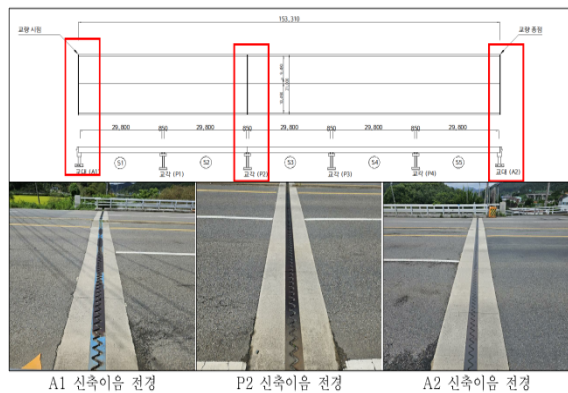 153,310
교량 시점
교량 종점
29,800 850 29,800 850 29,800 850 29,800 850 29,800
S1 S2 S3 S4 S5
교대 (A1) 교각 (P1) 교각 (P2) 교각 (P3) 교각 (P4) 교대 (A2)
A1 신축이음 전경 P2 신축이음 전경 A2 신축이음 전경